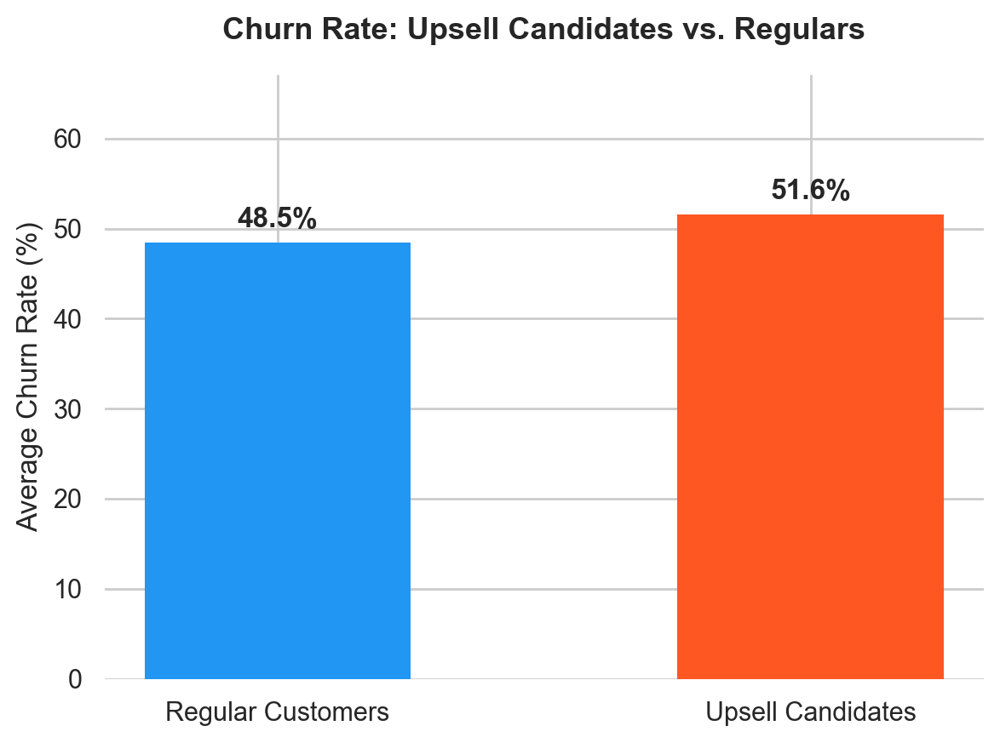 Churn Rate: Upsell Candidates vs. Regulars
Average Churn Rate (%)
60
50
40
30
20
10
0
48.5%
51.6%
Regular Customers
Upsell Candidates